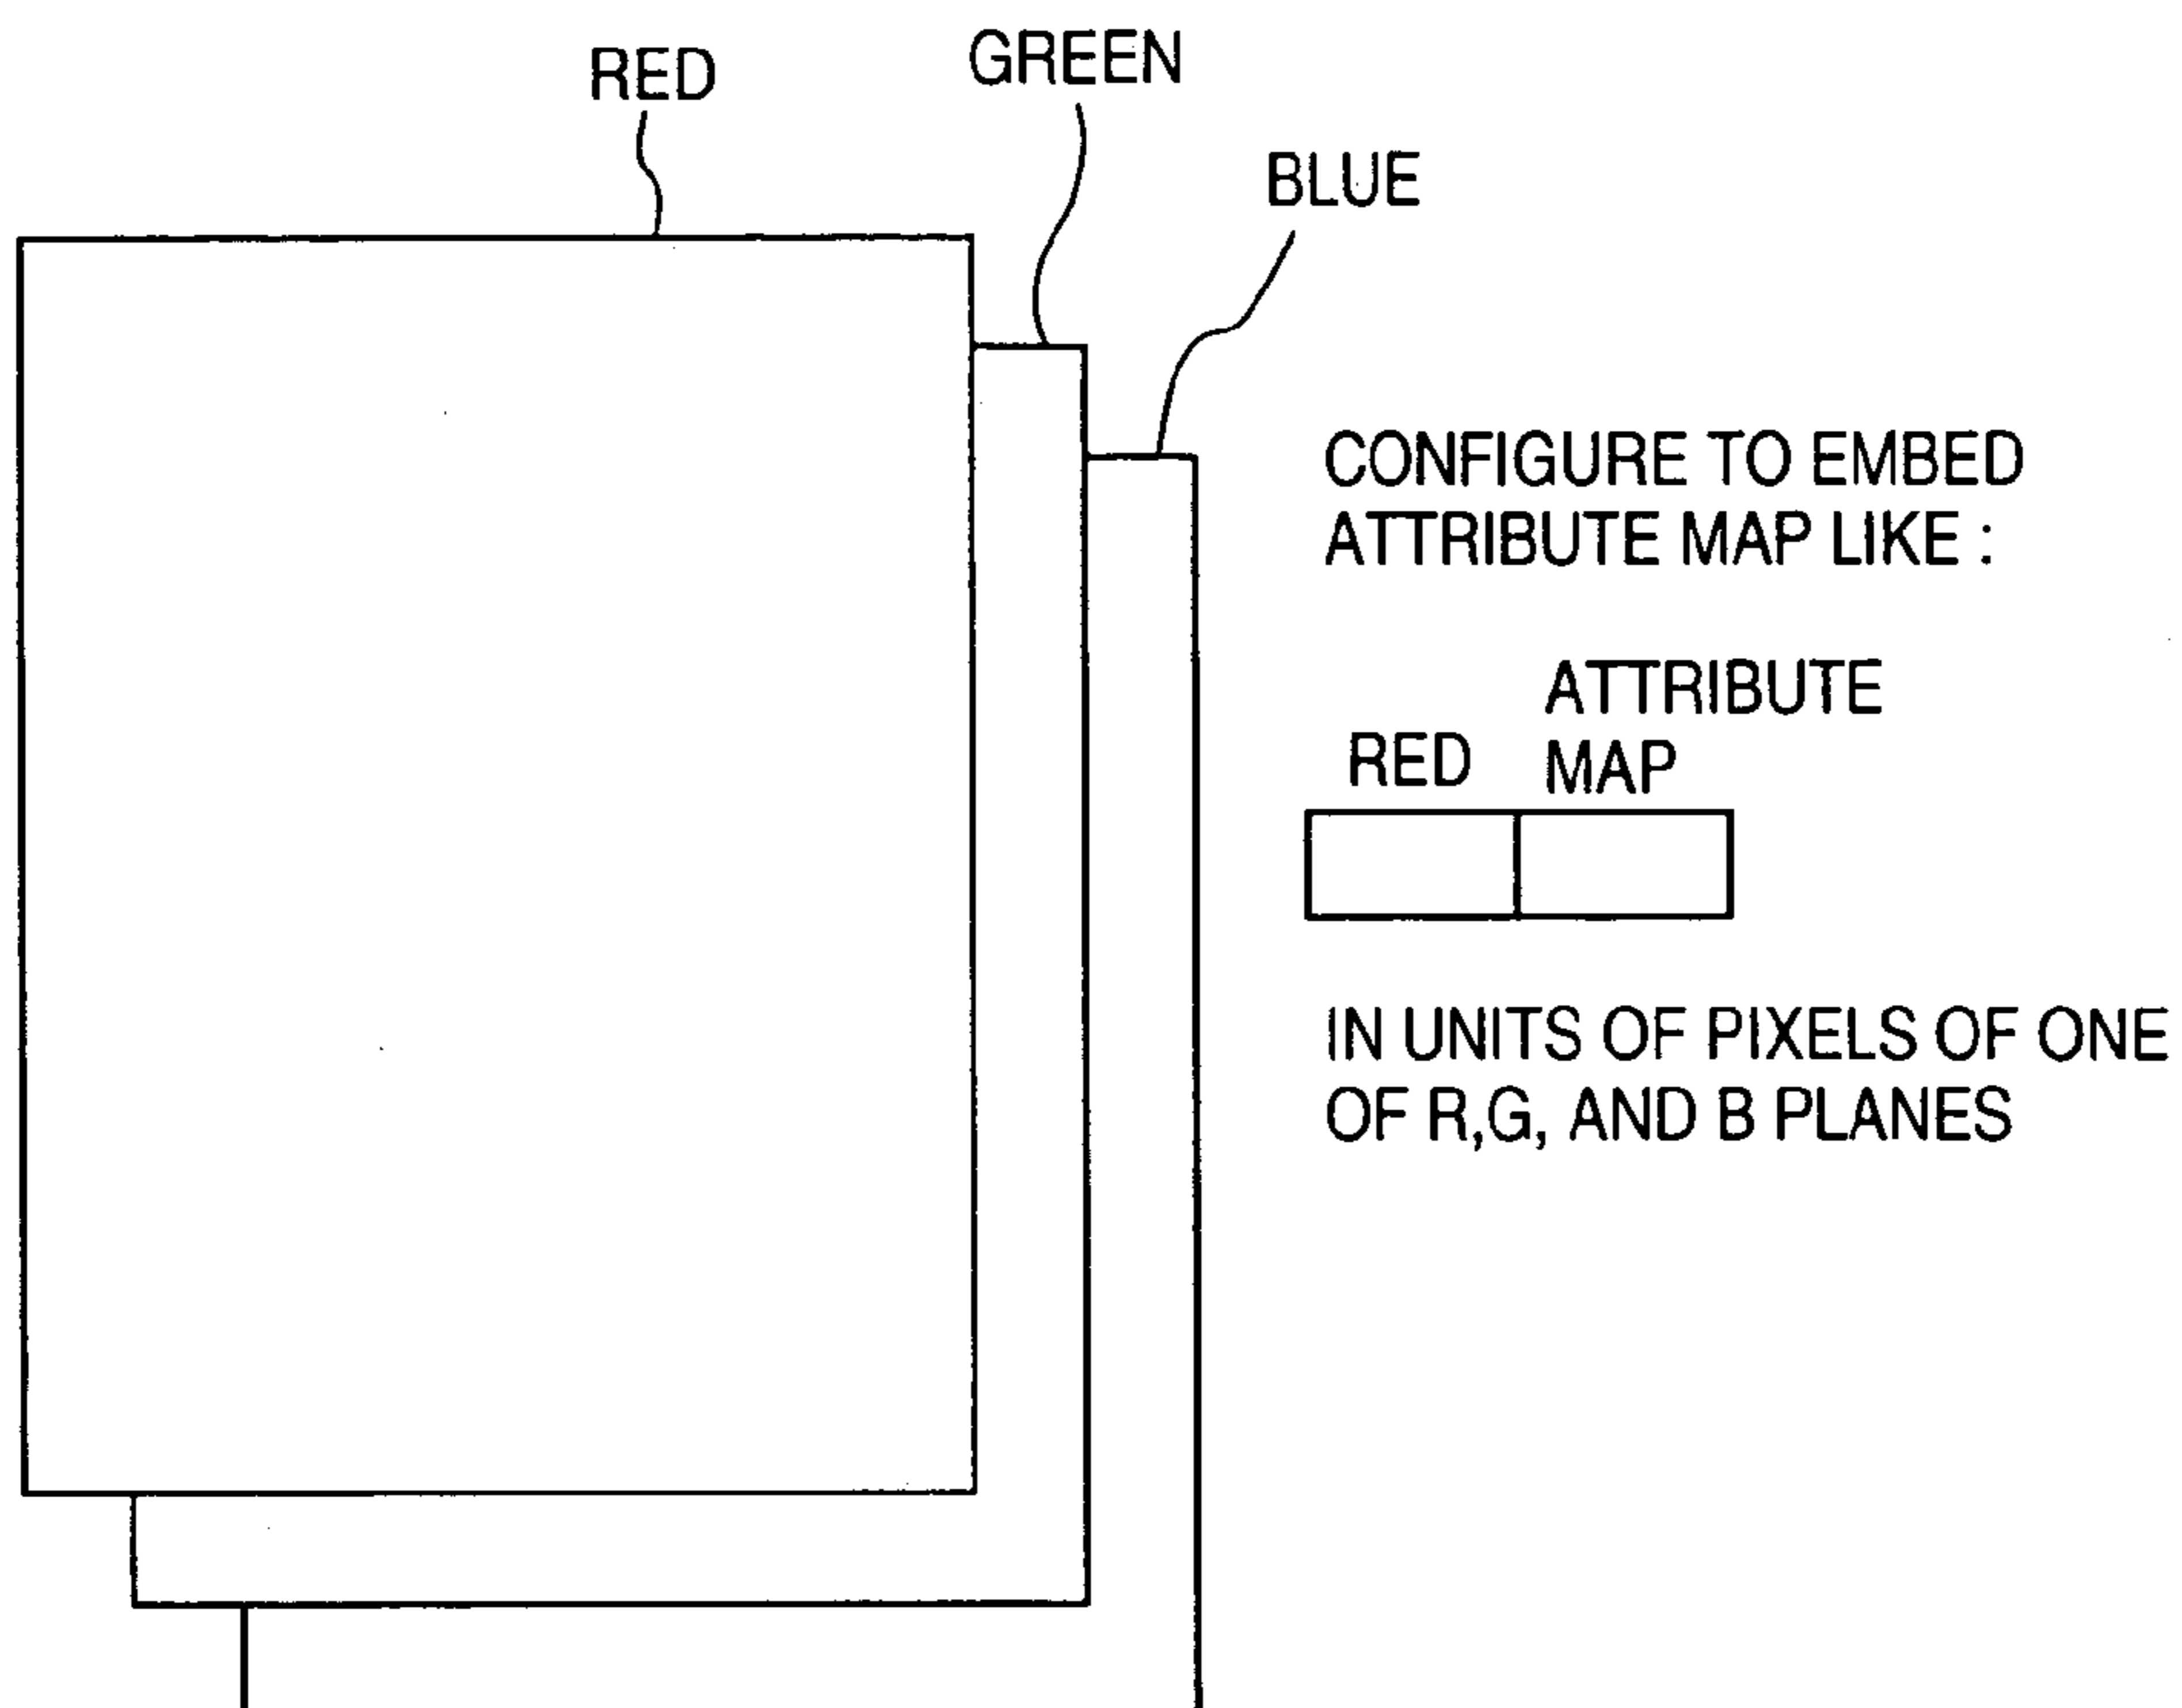 RED
GREEN
BLUE
CONFIGURE TO EMBED
ATTRIBUTE MAP LIKE :
ATTRIBUTE
RED MAP
IN UNITS OF PIXELS OF ONE
OF R,G, AND B PLANES